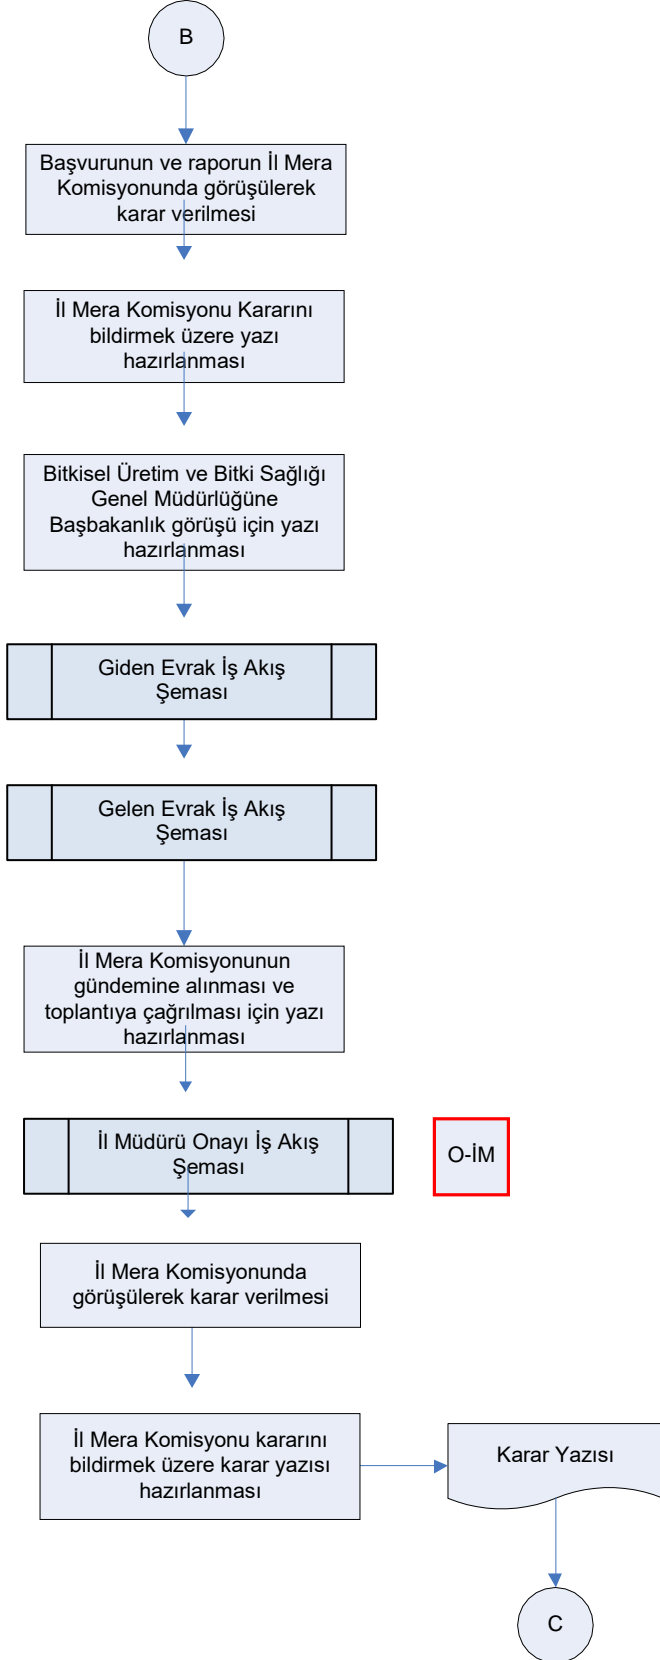 B
Başvurunun ve raporun İl Mera
Komisyonunda görüşülerek
karar verilmesi
İl Mera Komisyonu Kararını
bildirmek üzere yazı
hazırlanması
Bitkisel Üretim ve Bitki Sağlığı
Genel Müdürlüğüne
Başbakanlık görüşü için yazı
hazırlanması
Giden Evrak İş Akış
Şeması
Gelen Evrak İş Akış
Şeması
İl Mera Komisyonunun
gündemine alınması ve
toplantıya çağrılması için yazı
hazırlanması
İl Müdürü Onayı İş Akış
Şeması
O-İM
İl Mera Komisyonunda
görüşülerek karar verilmesi
İl Mera Komisyonu kararını
bildirmek üzere karar yazısı
hazırlanması
Karar Yazısı
C